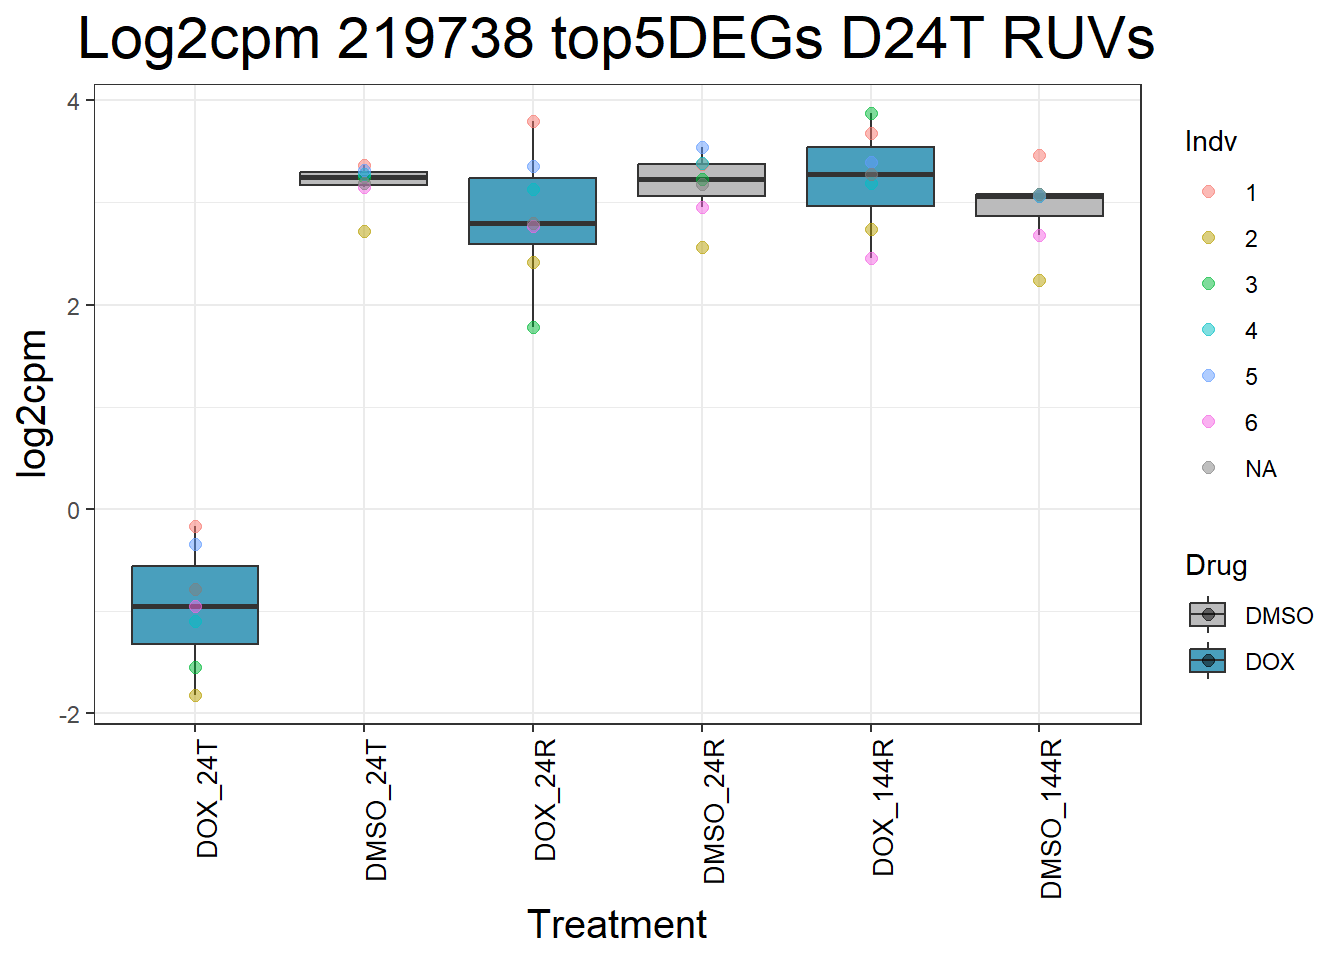 Log2cpm 219738 top5DEGs D24T RUVs
4
2
0
-2
log2cpm
DOX_24T
DMSO_24T
DOX_24R
DMSO_24R
DOX_144R
DMSO_144R
Treatment
Indv
1
2
3
4
5
6
NA
Drug
DMSO
DOX